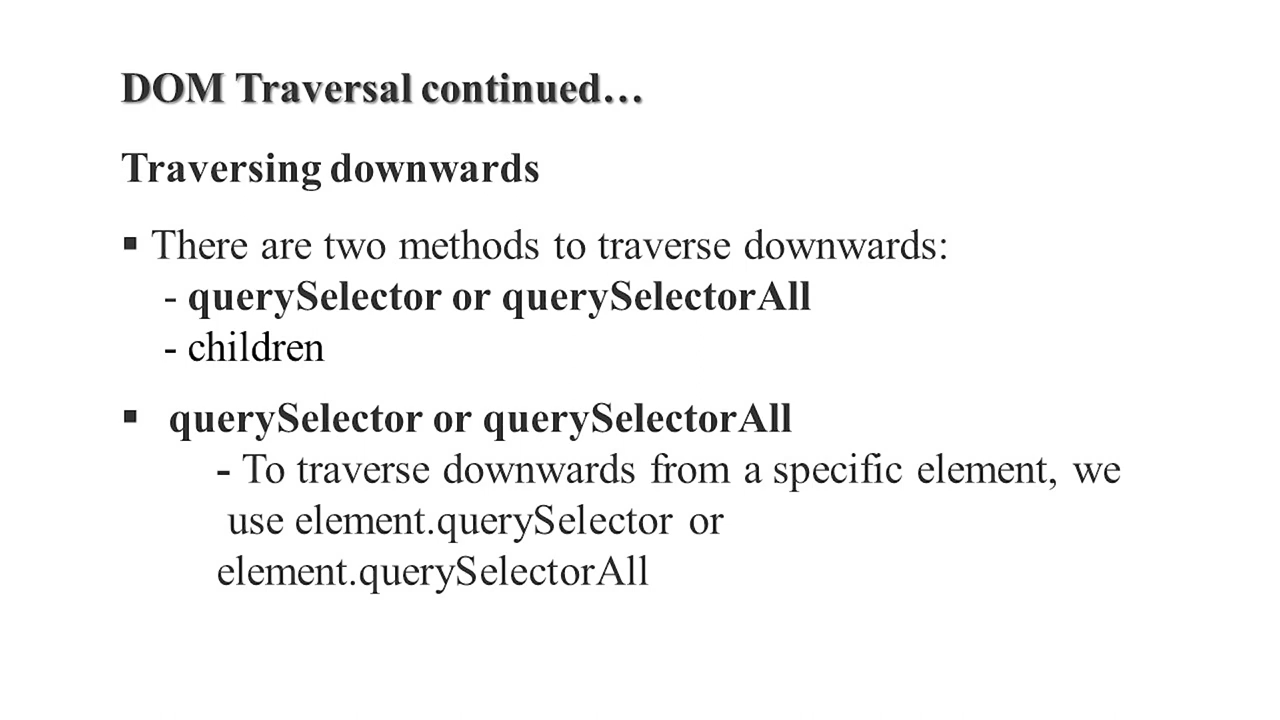 DOM Traversal continued…
Traversing downwards
▪ There are two methods to traverse downwards:
- querySelector or querySelectorAll
- children
▪ querySelector or querySelectorAll
- To traverse downwards from a specific element, we
use element.querySelector or
element.querySelectorAll